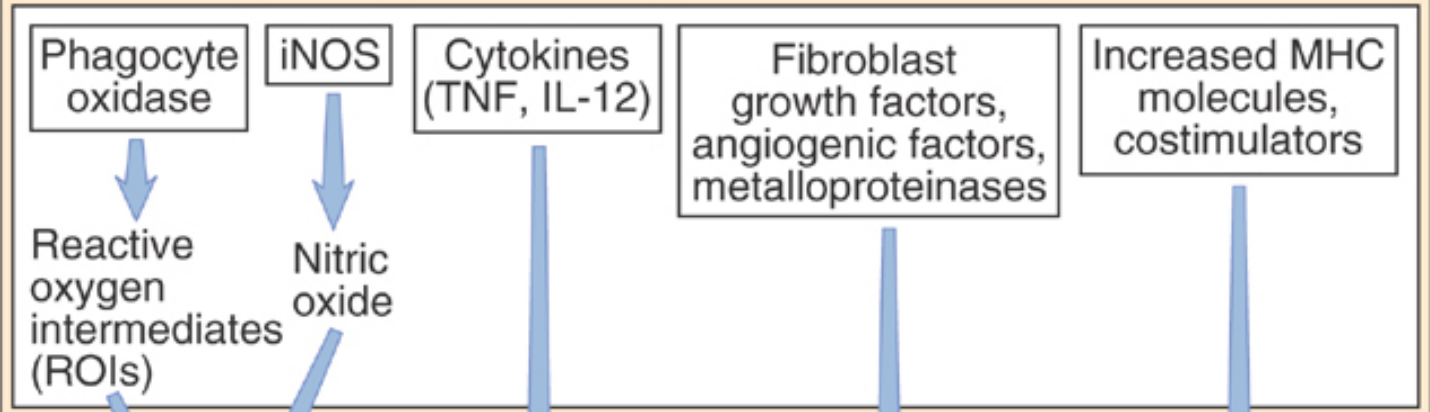 Phagocyte
oxidase
iNOS
Cytokines
(TNF, IL-12)
Fibroblast
growth factors,
angiogenic factors,
metalloproteinases
Increased MHC
molecules,
costimulators
Reactive
oxygen
intermediates
(ROIs)
Nitric
oxide